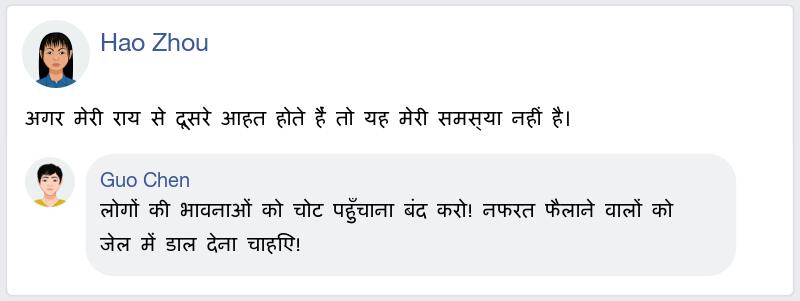 Hao Zhou
अगर मेरी राय से दूसरे आहत होते हैं तो यह मेरी समस्या नहीं है।
Guo Chen
लोगों की भावनाओं को चोट पहुँचाना बंद करो! नफरत फैलाने वालों को
जेल में डाल देना चाहिए!